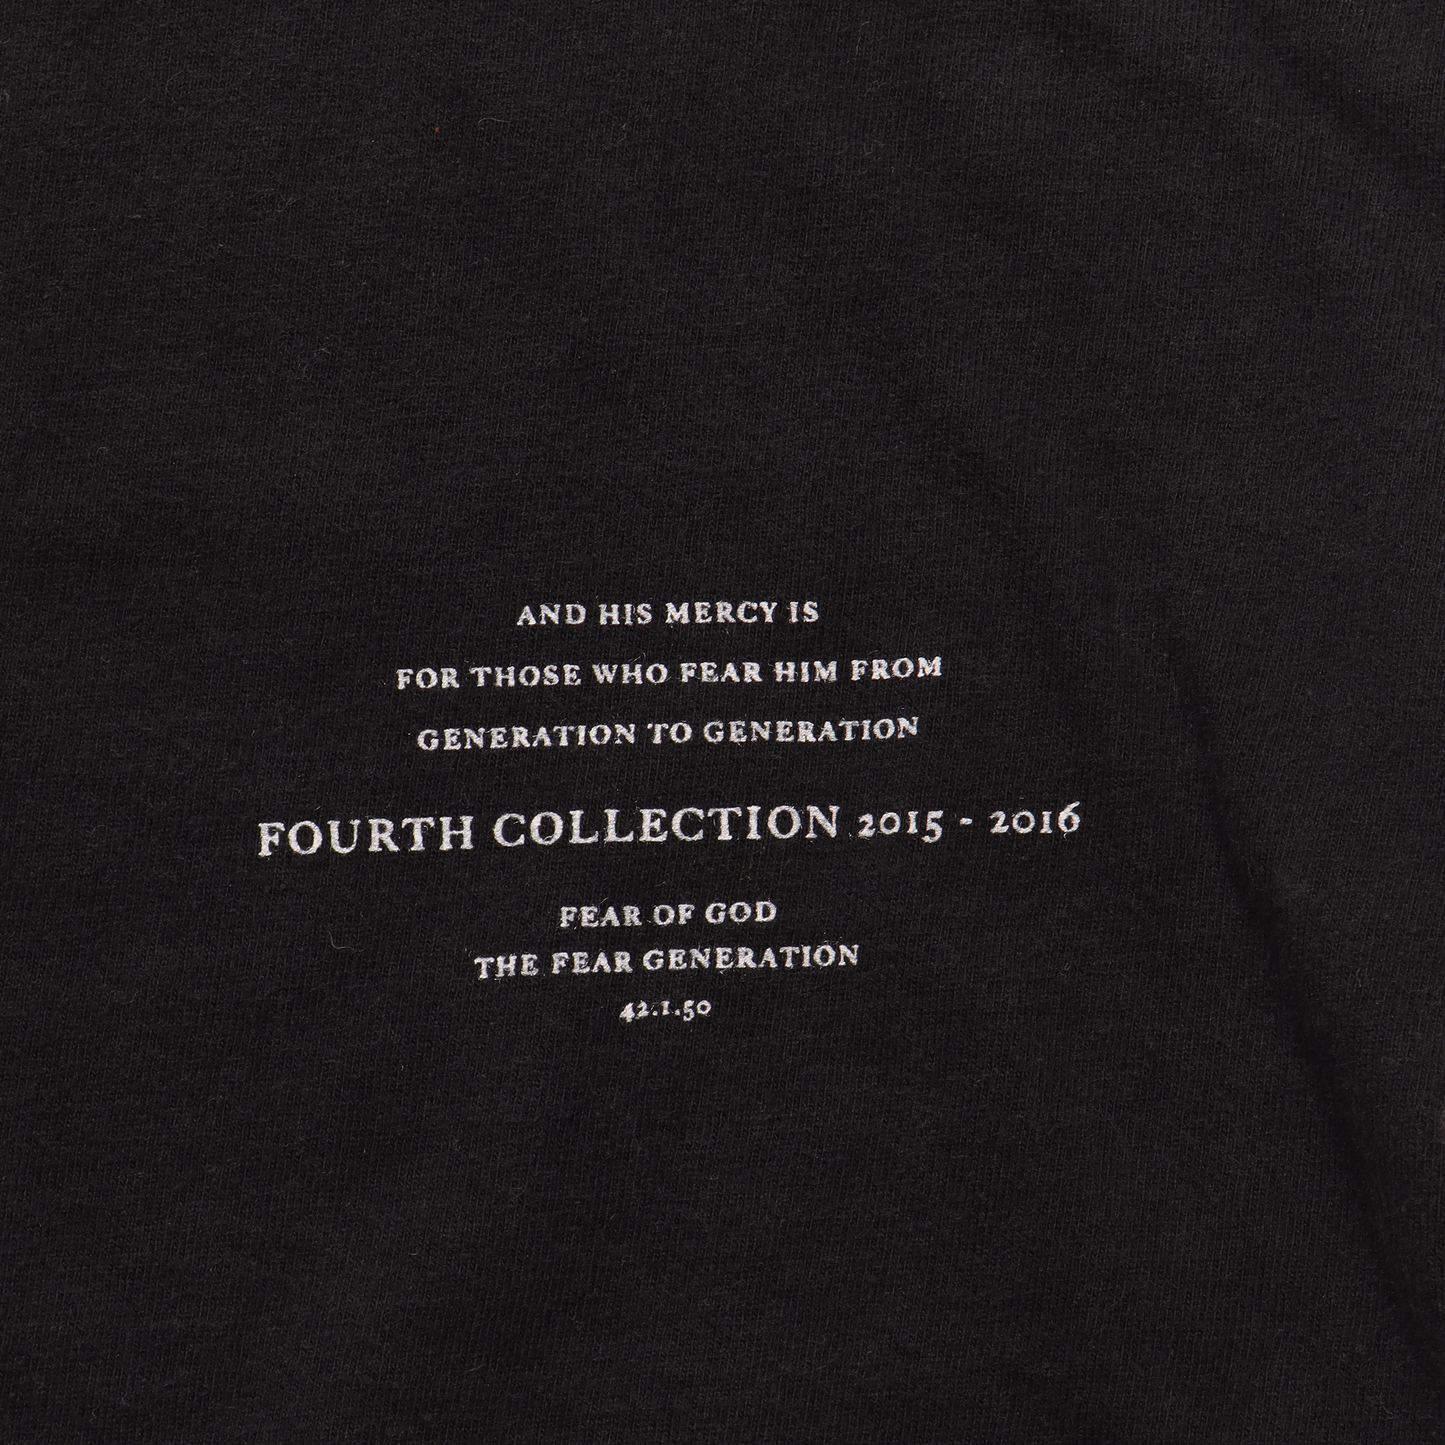 AND HIS MERCY IS
FOR THOSE WHO FEAR HIM FROM
GENERATION TO GENERATION
FOURTH COLLECTION 2015 - 2016
FEAR OF GOD
THE FEAR GENERATION
42.1.50